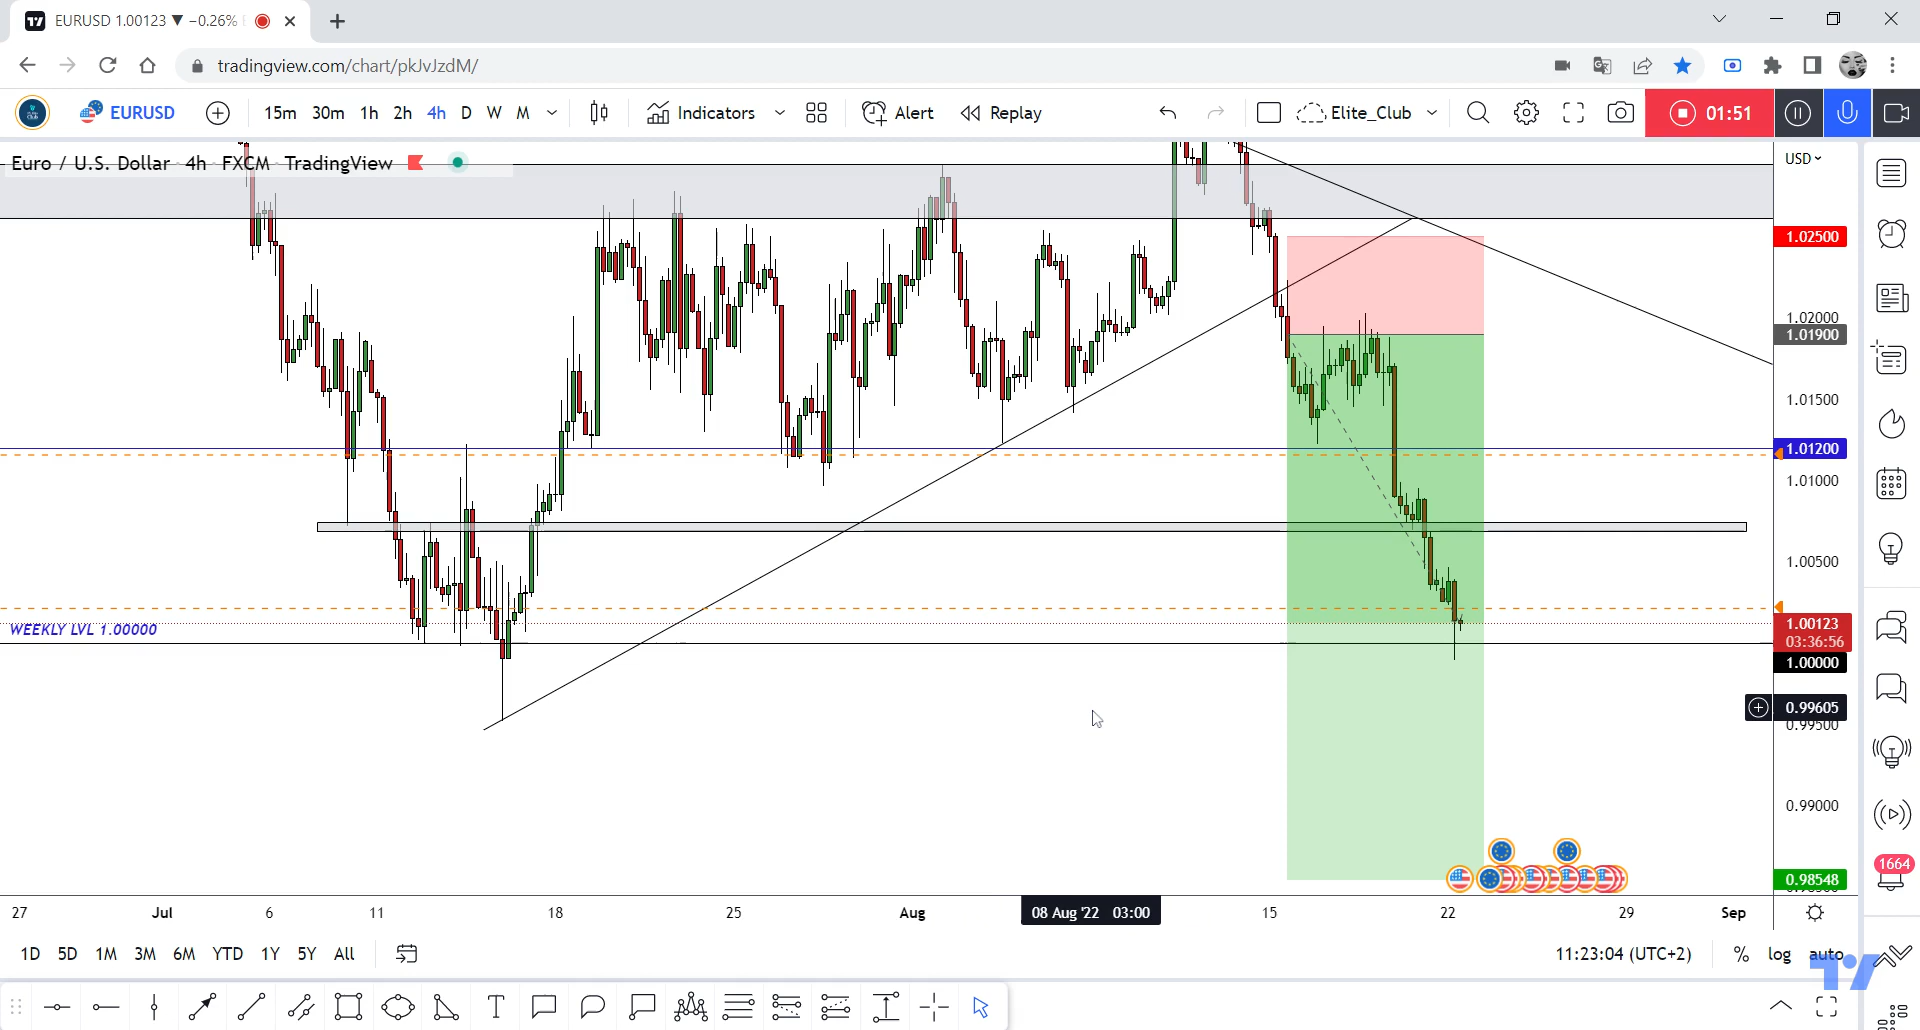 EURUSD 1.00123 ▼ −0.26%
tradingview.com/chart/pkJvJzdM/
EURUSD 15m 30m 1h 2h 4h D W M Indicators Alert Replay Elite_Club 01:51
Euro / U.S. Dollar 4h FXCM TradingView
USD
1.02500
1.02000
1.01900
1.01500
1.01200
1.01000
1.00500
WEEKLY LVL 1.00000
1.00123
03:36:56
1.00000
0.99605
0.99500
0.99000
1664
0.98548
27 Jul 6 11 18 25 Aug 08 Aug '22 03:00 15 22 29 Sep
1D 5D 1M 3M 6M YTD 1Y 5Y All 11:23:04 (UTC+2) % log auto